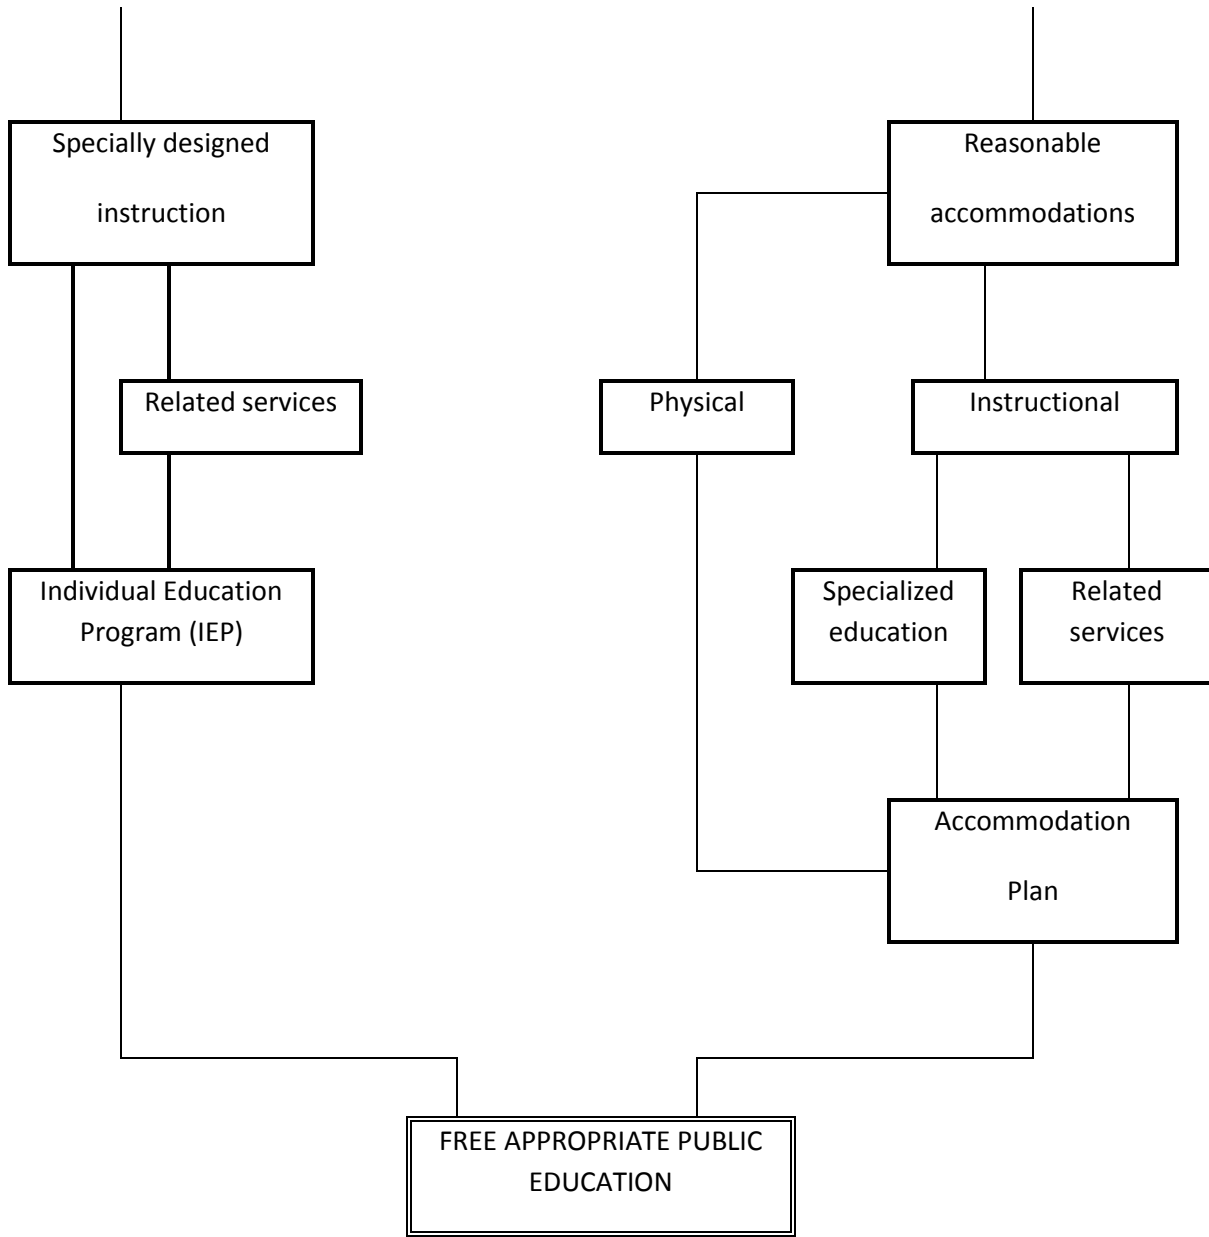 Specially designed
instruction
Reasonable
accommodations
Related services
Physical
Instructional
Individual Education
Program (IEP)
Specialized
education
Related
services
Accommodation
Plan
FREE APPROPRIATE PUBLIC
EDUCATION